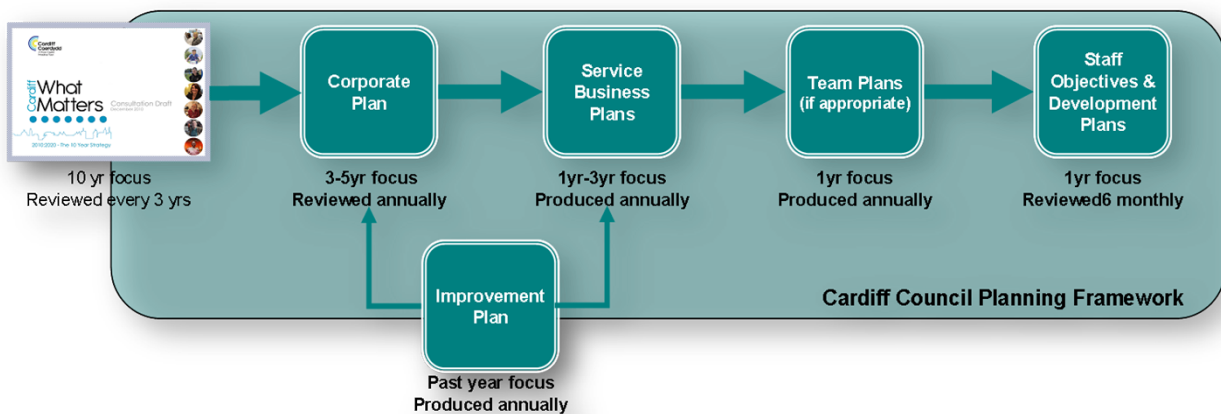 Cardiff
Caerdydd
Cardiff
What
Matters
Consultation Draft
2010-2020 - The 10 Year Strategy
10 yr focus
Reviewed every 3 yrs
Corporate
Plan
3-5yr focus
Reviewed annually
Service
Business
Plans
1yr-3yr focus
Produced annually
Team Plans
(if appropriate)
1yr focus
Produced annually
Staff
Objectives &
Development
Plans
1yr focus
Reviewed6 monthly
Improvement
Plan
Past year focus
Produced annually
Cardiff Council Planning Framework